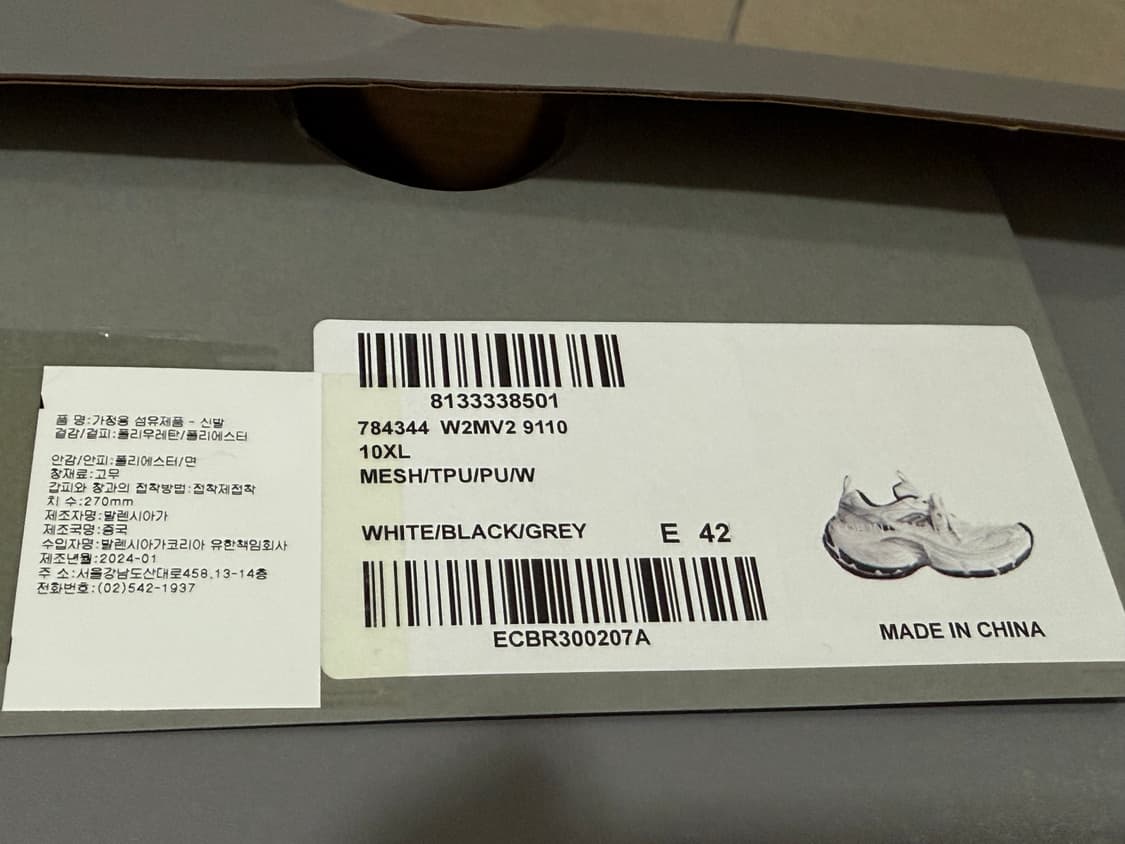 품 명:가정용 섬유제품 - 신발
겉감/겉피:폴리우레탄/폴리에스터
안감/안피:폴리에스터/면
창재료:고무
갑피와 창과의 접착방법:접착제접착
치 수:270mm
제조자명:발렌시아가
제조국명:중국
수입자명:발렌시아가코리아 유한책임회사
제조년월:2024-01
주 소:서울강남도산대로458,13-14층
전화번호:(02)542-1937
8133338501
784344 W2MV2 9110
10XL
MESH/TPU/PU/W
WHITE/BLACK/GREY E 42
ECBR300207A
MADE IN CHINA